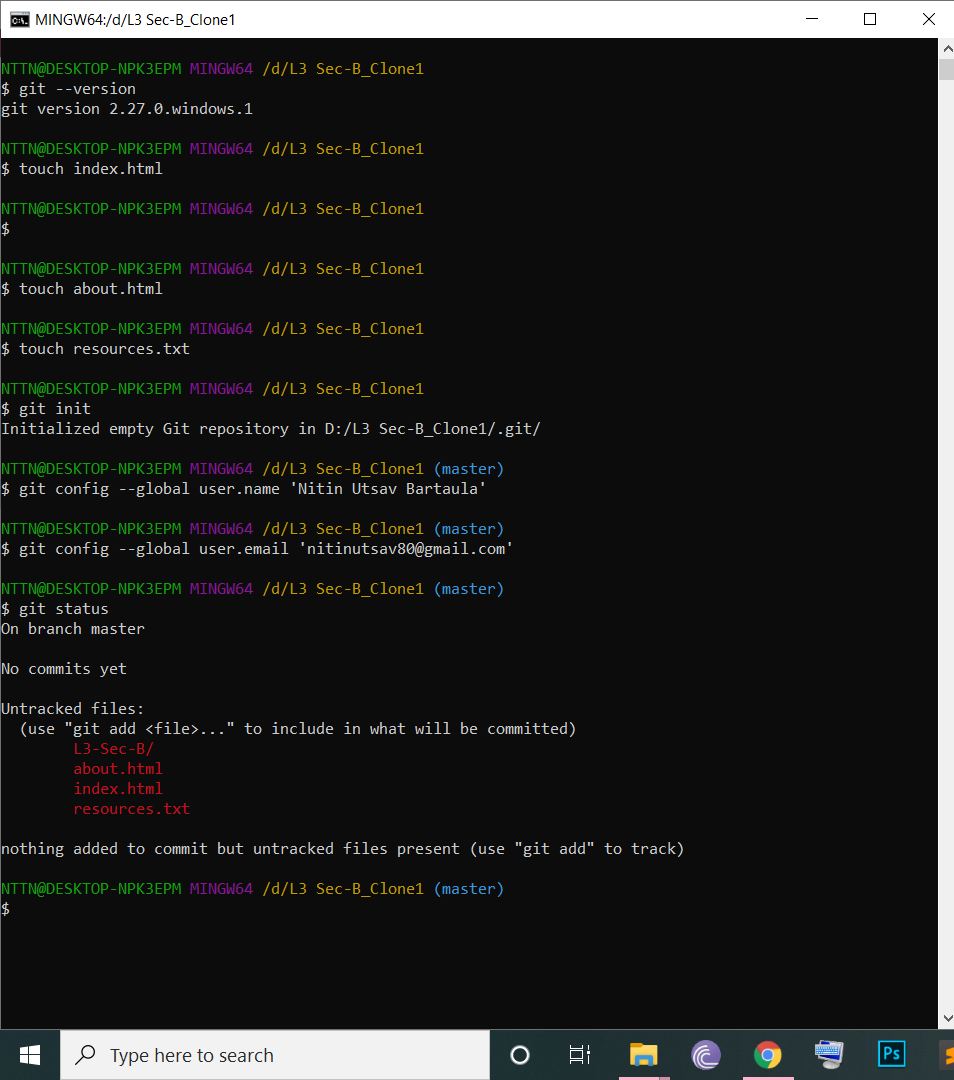 MINGW64:/d/L3 Sec-B_Clone1
NTTN@DESKTOP-NPK3EPM MINGW64 /d/L3 Sec-B_Clone1
$ git --version
git version 2.27.0.windows.1
NTTN@DESKTOP-NPK3EPM MINGW64 /d/L3 Sec-B_Clone1
$ touch index.html
NTTN@DESKTOP-NPK3EPM MINGW64 /d/L3 Sec-B_Clone1
$
NTTN@DESKTOP-NPK3EPM MINGW64 /d/L3 Sec-B_Clone1
$ touch about.html
NTTN@DESKTOP-NPK3EPM MINGW64 /d/L3 Sec-B_Clone1
$ touch resources.txt
NTTN@DESKTOP-NPK3EPM MINGW64 /d/L3 Sec-B_Clone1
$ git init
Initialized empty Git repository in D:/L3 Sec-B_Clone1/.git/
NTTN@DESKTOP-NPK3EPM MINGW64 /d/L3 Sec-B_Clone1 (master)
$ git config --global user.name 'Nitin Utsav Bartaula'
NTTN@DESKTOP-NPK3EPM MINGW64 /d/L3 Sec-B_Clone1 (master)
$ git config --global user.email 'nitinutsav80@gmail.com'
NTTN@DESKTOP-NPK3EPM MINGW64 /d/L3 Sec-B_Clone1 (master)
$ git status
On branch master
No commits yet
Untracked files:
(use "git add <file>..." to include in what will be committed)
L3-Sec-B/
about.html
index.html
resources.txt
nothing added to commit but untracked files present (use "git add" to track)
NTTN@DESKTOP-NPK3EPM MINGW64 /d/L3 Sec-B_Clone1 (master)
$
Type here to search
Ps